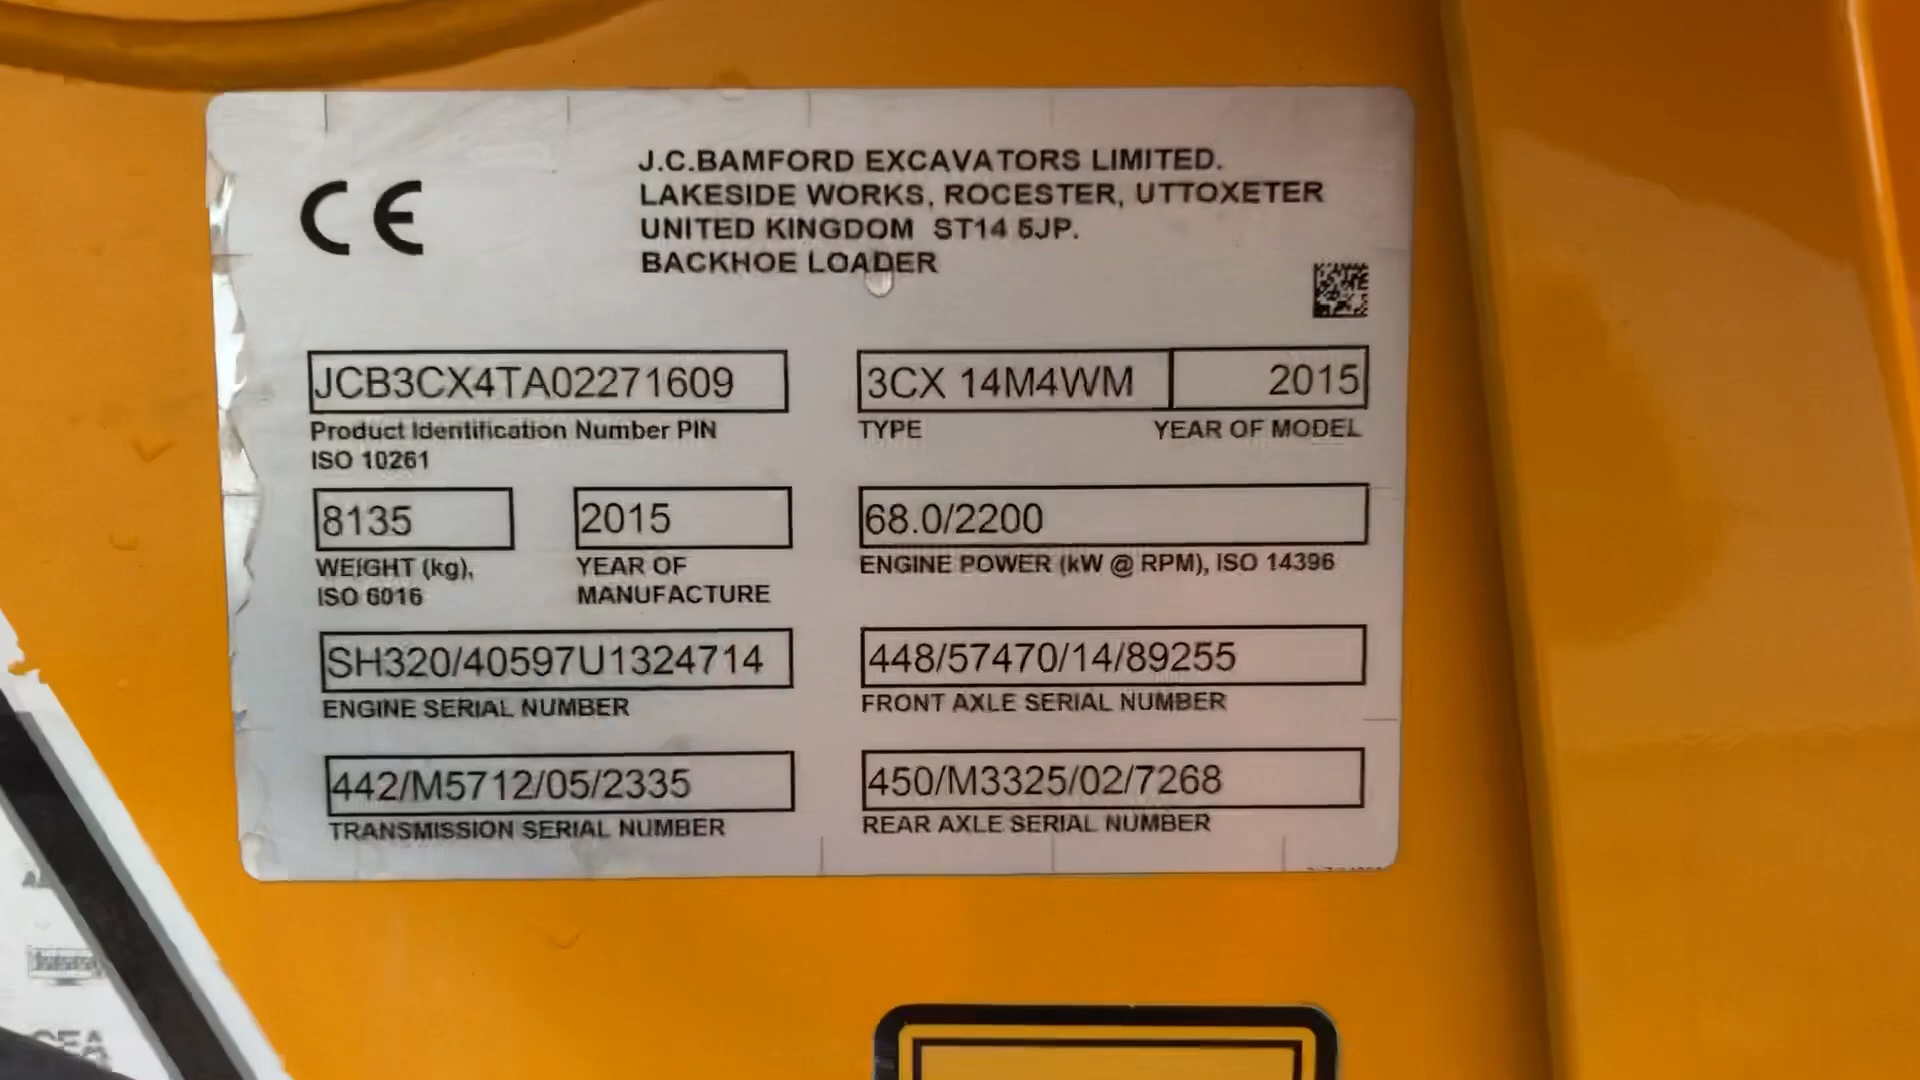 CE
J.C.BAMFORD EXCAVATORS LIMITED.
LAKESIDE WORKS, ROCESTER, UTTOXETER
UNITED KINGDOM ST14 5JP.
BACKHOE LOADER
JCB3CX4TA02271609
Product Identification Number PIN
ISO 10261
3CX 14M4WM 2015
TYPE YEAR OF MODEL
8135
WEIGHT (kg),
ISO 6016
2015
YEAR OF
MANUFACTURE
68.0/2200
ENGINE POWER (kW @ RPM), ISO 14396
SH320/40597U1324714
ENGINE SERIAL NUMBER
448/57470/14/89255
FRONT AXLE SERIAL NUMBER
442/M5712/05/2335
TRANSMISSION SERIAL NUMBER
450/M3325/02/7268
REAR AXLE SERIAL NUMBER